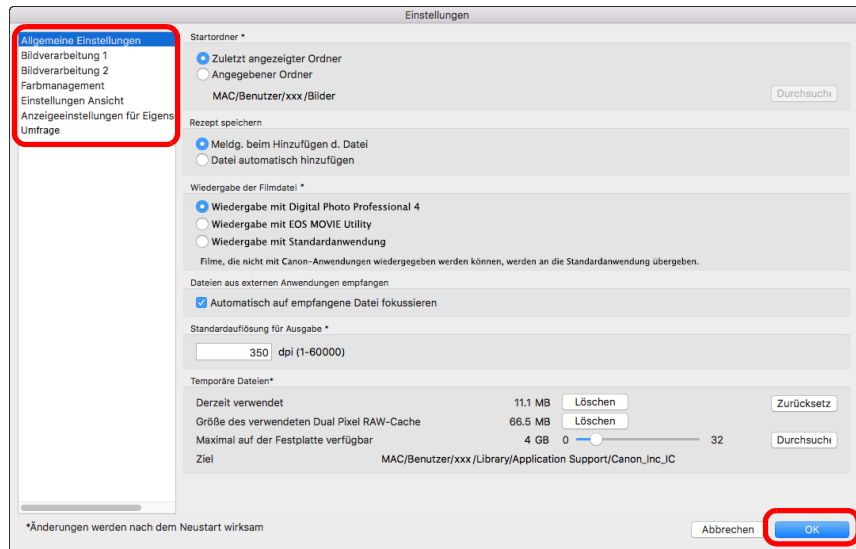 Einstellungen
Allgemeine Einstellungen
Bildverarbeitung 1
Bildverarbeitung 2
Farbmanagement
Einstellungen Ansicht
Anzeigeeinstellungen für Eigens
Umfrage
Startordner *
Zuletzt angezeigter Ordner
Angegebener Ordner
MAC/Benutzer/xxx/Bilder
Durchsuche
Rezept speichern
Meldg. beim Hinzufügen d. Datei
Datei automatisch hinzufügen
Wiedergabe der Filmdatei *
Wiedergabe mit Digital Photo Professional 4
Wiedergabe mit EOS MOVIE Utility
Wiedergabe mit Standardanwendung
Filme, die nicht mit Canon-Anwendungen wiedergegeben werden können, werden an die Standardanwendung übergeben.
Dateien aus externen Anwendungen empfangen
Automatisch auf empfangene Datei fokussieren
Standardauflösung für Ausgabe *
350 dpi (1-60000)
Temporäre Dateien*
Derzeit verwendet 11.1 MB Löschen Zurücksetz
Größe des verwendeten Dual Pixel RAW-Cache 66.5 MB Löschen
Maximal auf der Festplatte verfügbar 4 GB 0 32 Durchsuche
Ziel MAC/Benutzer/xxx/Library/Application Support/Canon_Inc_IC
*Änderungen werden nach dem Neustart wirksam
Abbrechen OK